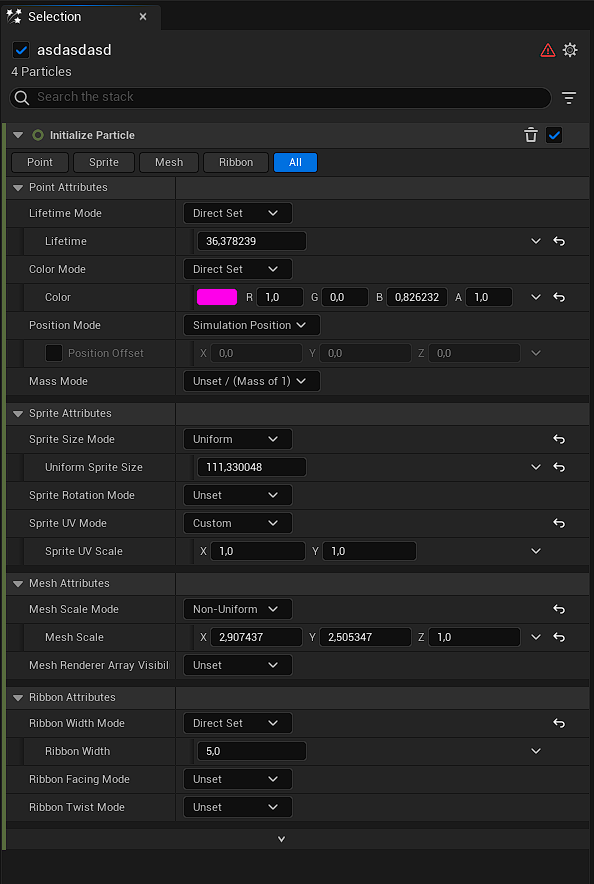 Selection
asdasdasd
4 Particles
Search the stack
Initialize Particle
Point Sprite Mesh Ribbon All
Point Attributes
Lifetime Mode Direct Set
Lifetime 36,378239
Color Mode Direct Set
Color R 1,0 G 0,0 B 0,826232 A 1,0
Position Mode Simulation Position
Position Offset X 0,0 Y 0,0 Z 0,0
Mass Mode Unset / (Mass of 1)
Sprite Attributes
Sprite Size Mode Uniform
Uniform Sprite Size 111,330048
Sprite Rotation Mode Unset
Sprite UV Mode Custom
Sprite UV Scale X 1,0 Y 1,0
Mesh Attributes
Mesh Scale Mode Non-Uniform
Mesh Scale X 2,907437 Y 2,505347 Z 1,0
Mesh Renderer Array Visibil Unset
Ribbon Attributes
Ribbon Width Mode Direct Set
Ribbon Width 5,0
Ribbon Facing Mode Unset
Ribbon Twist Mode Unset